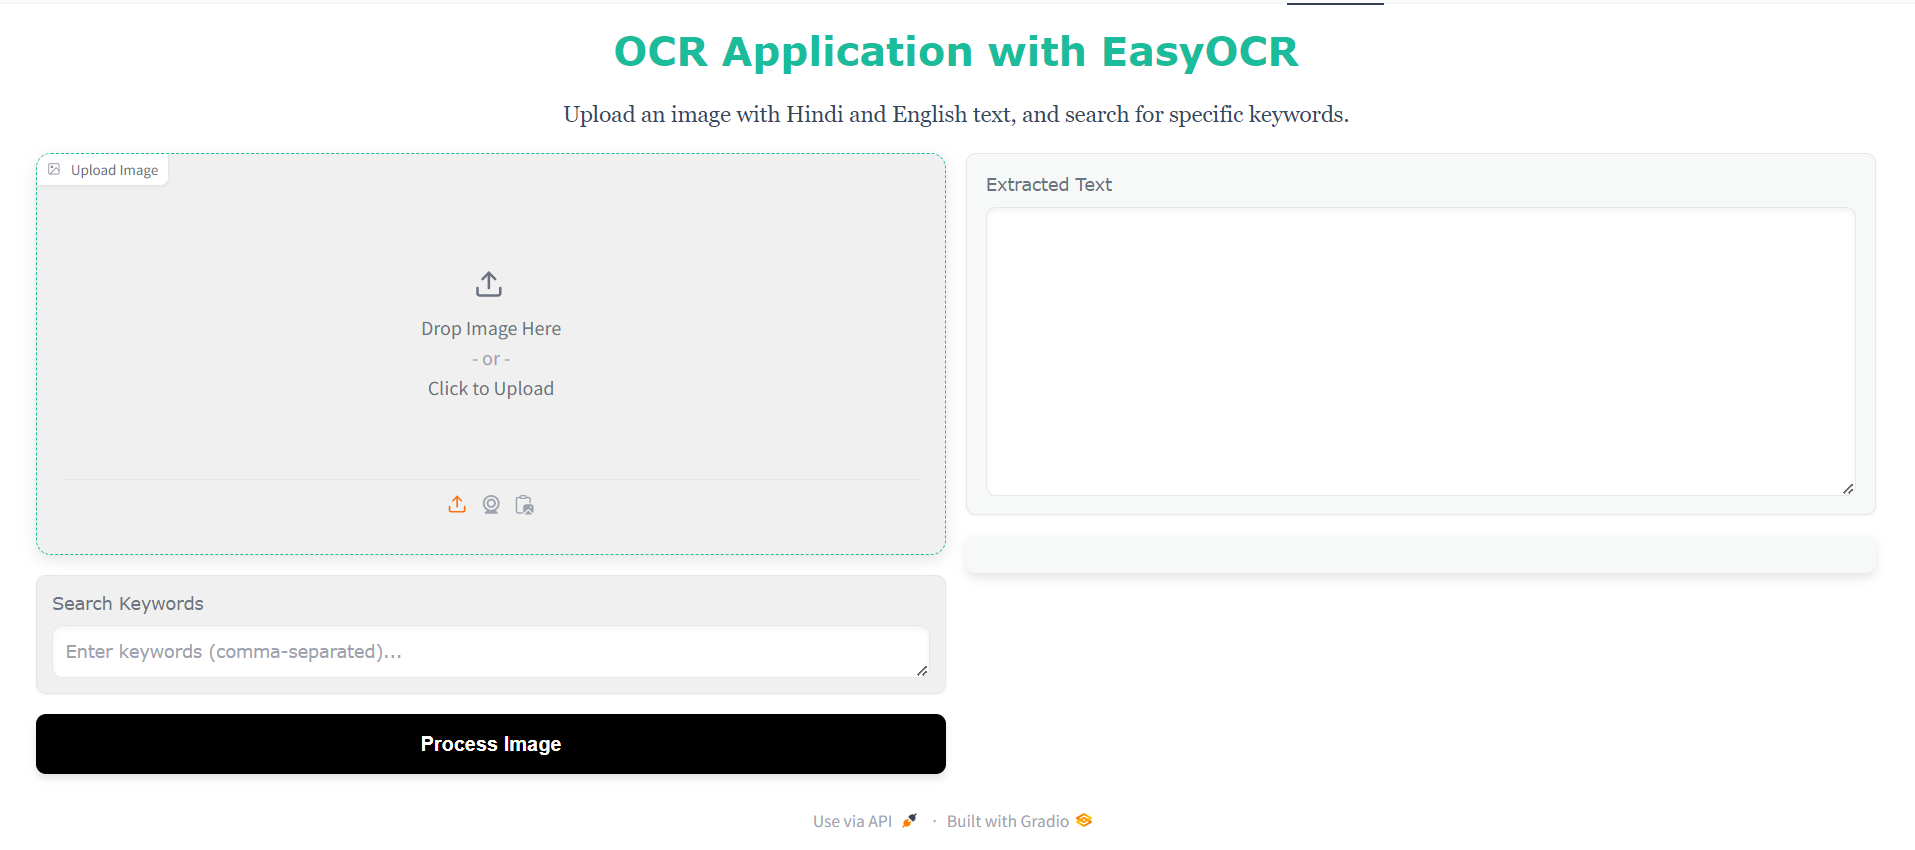 OCR Application with EasyOCR
Upload an image with Hindi and English text, and search for specific keywords.
Upload Image
Drop Image Here
- or -
Click to Upload
Search Keywords
Enter keywords (comma-separated)...
Process Image
Extracted Text
Use via API · Built with Gradio